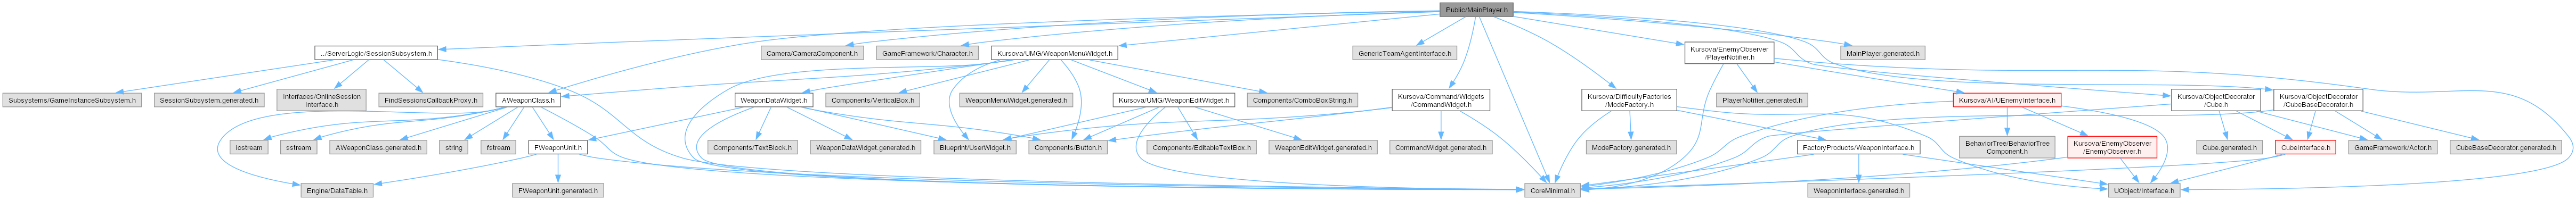 Public/MainPlayer.h
../ServerLogic/SessionSubsystem.h
Camera/CameraComponent.h
GameFramework/Character.h
Kursova/UMG/WeaponMenuWidget.h
GenericTeamAgentInterface.h
Kursova/EnemyObserver
/PlayerNotifier.h
MainPlayer.generated.h
Subsystems/GameInstanceSubsystem.h
SessionSubsystem.generated.h
Interfaces/OnlineSession
Interface.h
FindSessionsCallbackProxy.h
AWeaponClass.h
WeaponDataWidget.h
Components/VerticalBox.h
WeaponMenuWidget.generated.h
Kursova/UMG/WeaponEditWidget.h
Components/ComboBoxString.h
Kursova/Command/Widgets
/CommandWidget.h
Kursova/DifficultyFactories
/ModeFactory.h
PlayerNotifier.generated.h
Kursova/AI/UEnemyInterface.h
Kursova/ObjectDecorator
/Cube.h
Kursova/ObjectDecorator
/CubeBaseDecorator.h
iostream
sstream
AWeaponClass.generated.h
string
fstream
FWeaponUnit.h
Components/TextBlock.h
WeaponDataWidget.generated.h
Blueprint/UserWidget.h
Components/Button.h
Components/EditableTextBox.h
WeaponEditWidget.generated.h
CommandWidget.generated.h
ModeFactory.generated.h
FactoryProducts/WeaponInterface.h
BehaviorTree/BehaviorTree
Component.h
Kursova/EnemyObserver
/EnemyObserver.h
Cube.generated.h
CubeInterface.h
GameFramework/Actor.h
CubeBaseDecorator.generated.h
Engine/DataTable.h
FWeaponUnit.generated.h
CoreMinimal.h
WeaponInterface.generated.h
UObject/Interface.h